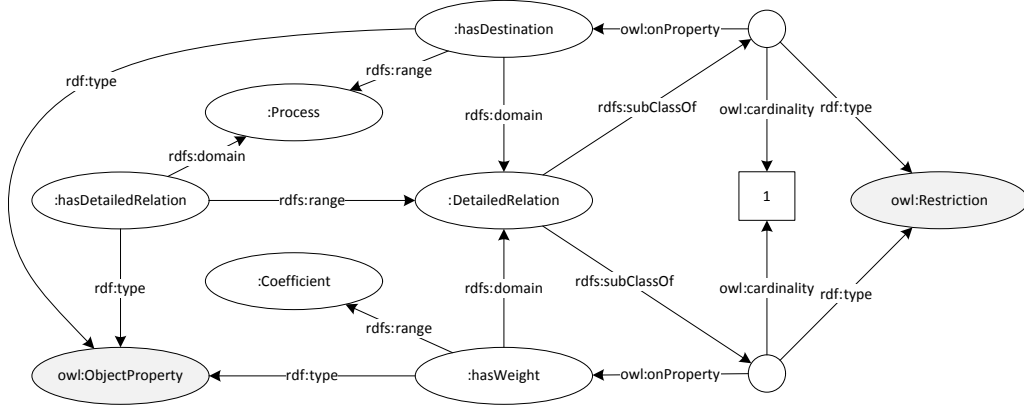 :hasDestination
owl:onProperty
rdf:type
rdfs:range
:Process
rdfs:domain
rdfs:subClassOf
owl:cardinality
rdf:type
rdfs:domain
:hasDetailedRelation
rdfs:range
:DetailedRelation
1
owl:Restriction
rdf:type
:Coefficient
rdfs:domain
rdfs:subClassOf
owl:cardinality
rdf:type
rdfs:range
owl:ObjectProperty
rdf:type
:hasWeight
owl:onProperty